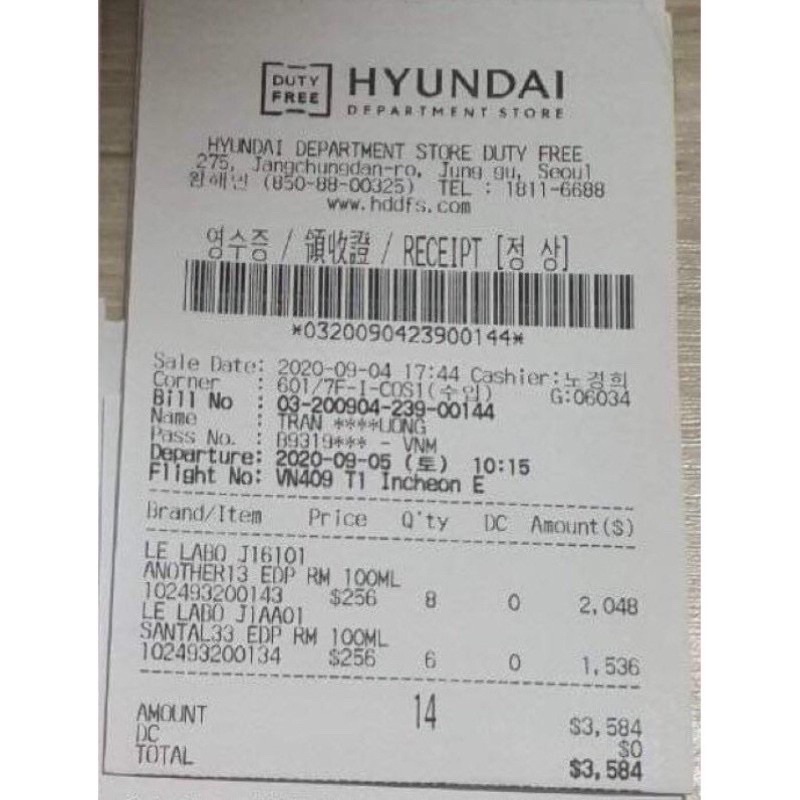 DUTY FREE HYUNDAI
DEPARTMENT STORE
HYUNDAI DEPARTMENT STORE DUTY FREE
275, Jangchungdan-ro, Jung gu, Seoul
황해연 (850-88-00325) TEL : 1811-6688
www.hddfs.com
영수증 / 領收證 / RECEIPT [정 상]
*0320090423900144*
Sale Date: 2020-09-04 17:44 Cashier:노경희
Corner : 601/7F-I-COS1(수입) G:06034
Bill No : 03-200904-239-00144
Name : TRAN ****UONG
Pass No. : B9319*** - VNM
Departure: 2020-09-05 (토) 10:15
Flight No: VN409 T1 Incheon E
Brand/Item Price Q'ty DC Amount($)
LE LABO J16101
ANOTHER13 EDP RM 100ML
102493200143 $256 8 0 2,048
LE LABO J1AA01
SANTAL33 EDP RM 100ML
102493200134 $256 6 0 1,536
AMOUNT 14 $3,584
DC $0
TOTAL $3,584